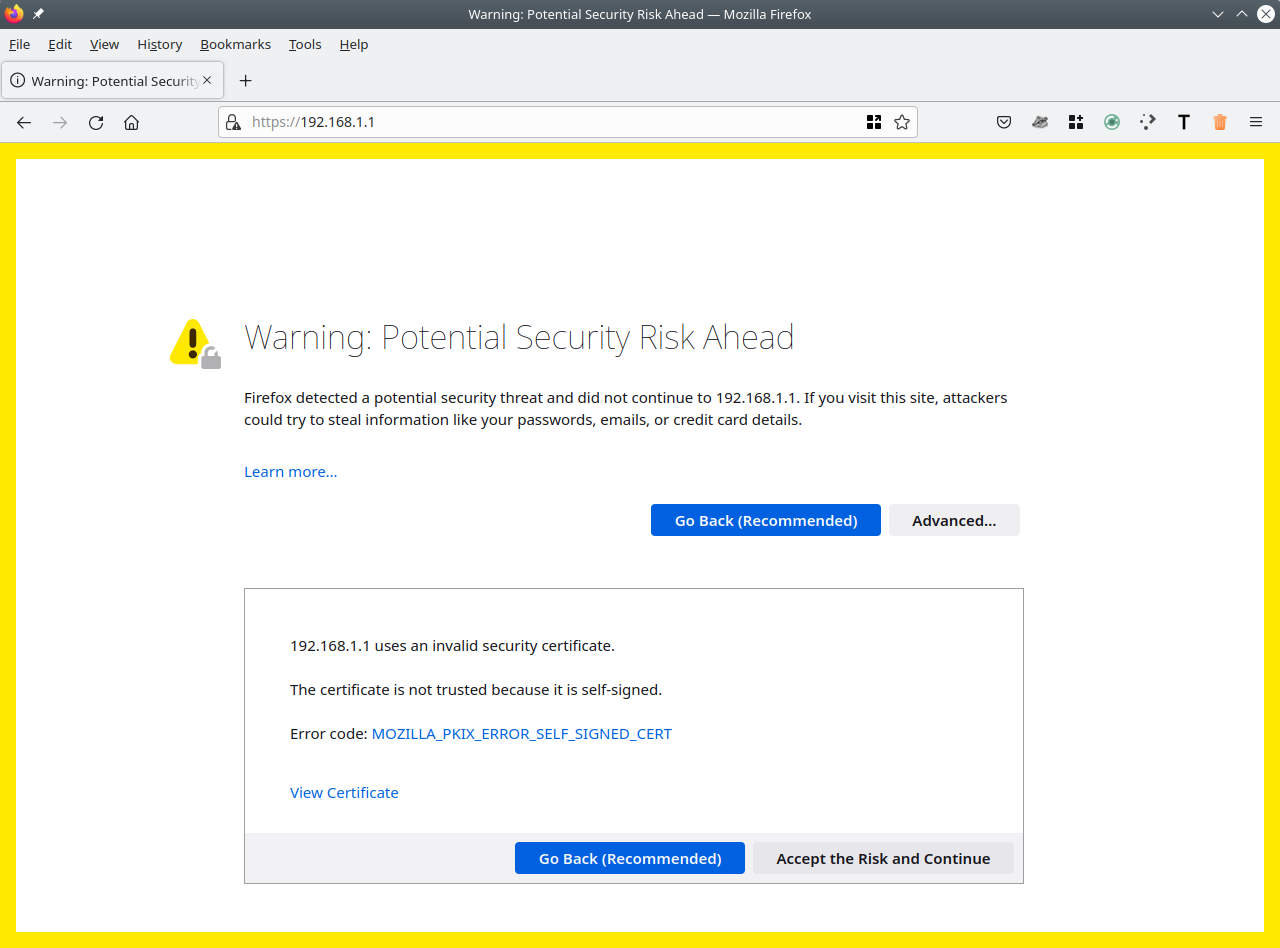 Warning: Potential Security Risk Ahead — Mozilla Firefox
File Edit View History Bookmarks Tools Help
Warning: Potential Security
https://192.168.1.1
T
Warning: Potential Security Risk Ahead
Firefox detected a potential security threat and did not continue to 192.168.1.1. If you visit this site, attackers
could try to steal information like your passwords, emails, or credit card details.
Learn more…
Go Back (Recommended) Advanced…
192.168.1.1 uses an invalid security certificate.
The certificate is not trusted because it is self-signed.
Error code: MOZILLA_PKIX_ERROR_SELF_SIGNED_CERT
View Certificate
Go Back (Recommended) Accept the Risk and Continue